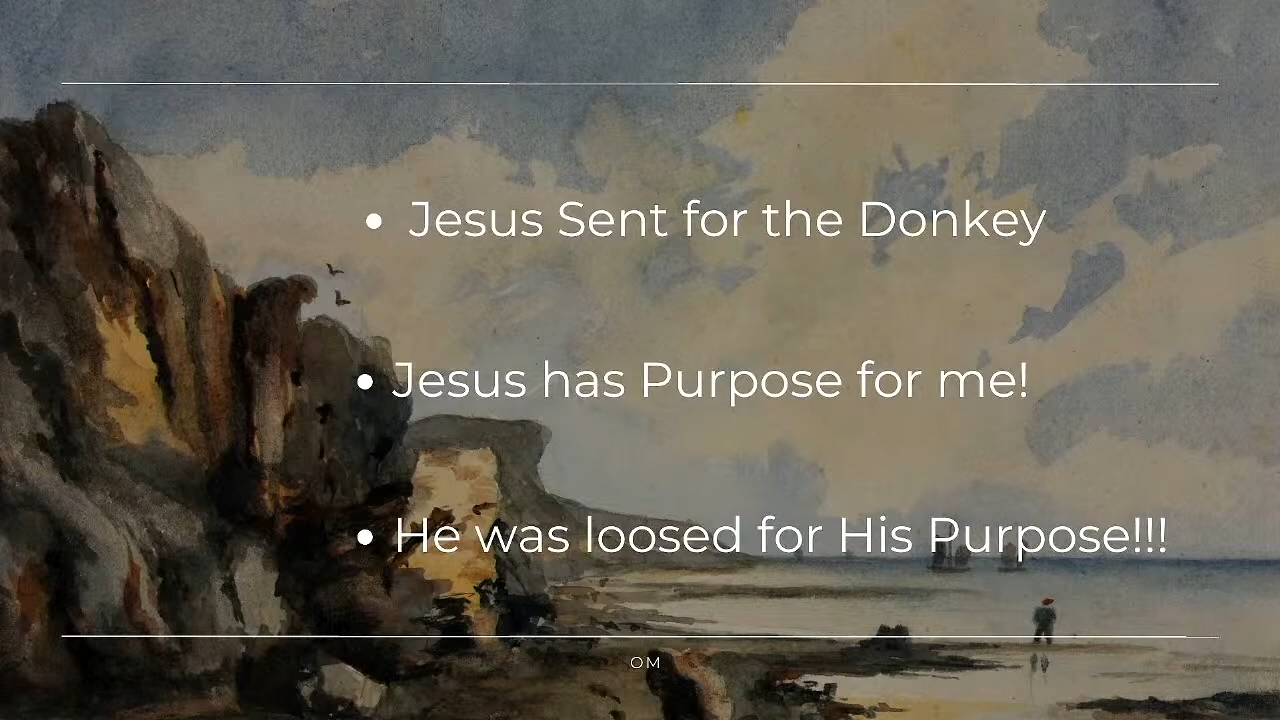 • Jesus Sent for the Donkey
• Jesus has Purpose for me!
• He was loosed for His Purpose!!!
OM